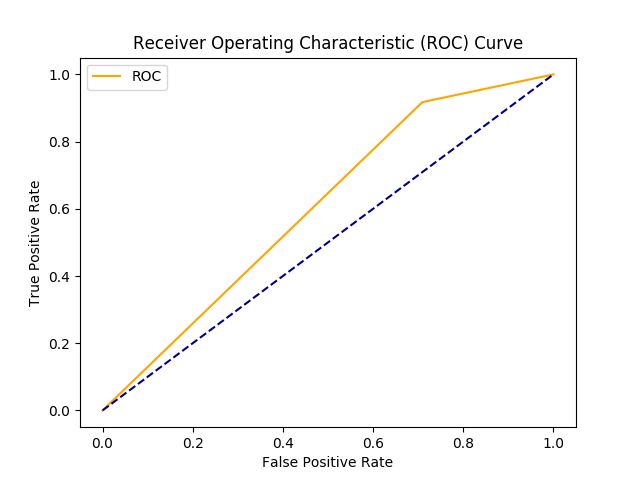 Receiver Operating Characteristic (ROC) Curve
ROC
1.0
0.8
0.6
0.4
0.2
0.0
True Positive Rate
0.0 0.2 0.4 0.6 0.8 1.0
False Positive Rate